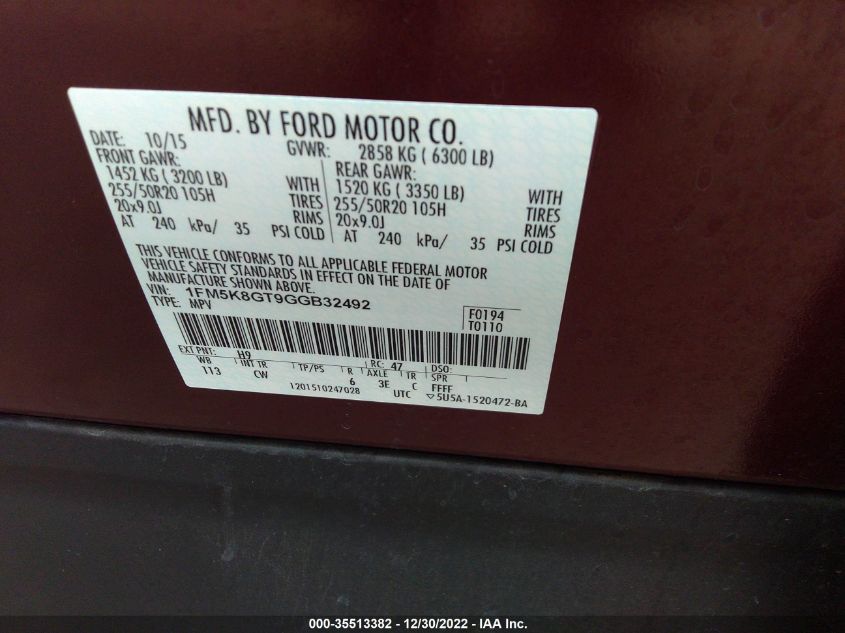 MFD. BY FORD MOTOR CO.
DATE: 10/15 GVWR: 2858 KG ( 6300 LB)
FRONT GAWR: REAR GAWR:
1452 KG ( 3200 LB) WITH 1520 KG ( 3350 LB) WITH
255/50R20 105H TIRES 255/50R20 105H TIRES
20x9.0J RIMS 20x9.0J RIMS
AT 240 kPa/ 35 PSI COLD AT 240 kPa/ 35 PSI COLD
THIS VEHICLE CONFORMS TO ALL APPLICABLE FEDERAL MOTOR
VEHICLE SAFETY STANDARDS IN EFFECT ON THE DATE OF
MANUFACTURE SHOWN ABOVE.
VIN: 1FM5K8GT9GGB32492
TYPE: MPV
F0194
T0110
EXT PNT: H9 RC: 47 DSO:
WB INT TR TP/PS R AXLE TR SPR
113 CW 6 3E C FFFF
1201510247028 UTC ▽5U5A-1520472-BA
000-35513382 - 12/30/2022 - IAA Inc.